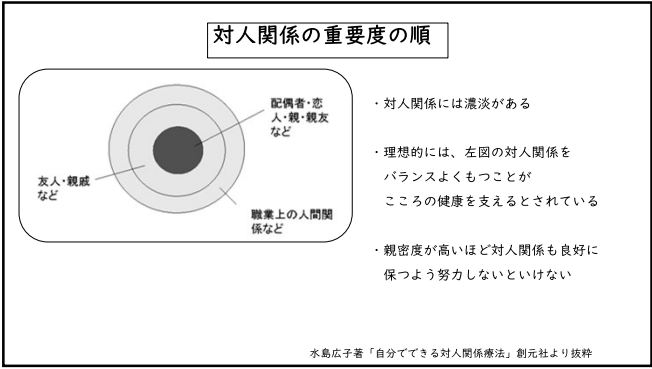 対人関係の重要度の順
配偶者・恋
人・親・親友
など
友人・親戚
など
職業上の人間関
係など
・対人関係には濃淡がある
・理想的には、左図の対人関係を
バランスよくもつことが
こころの健康を支えるとされている
・親密度が高いほど対人関係も良好に
保つよう努力しないといけない
水島広子著「自分でできる対人関係療法」創元社より抜粋